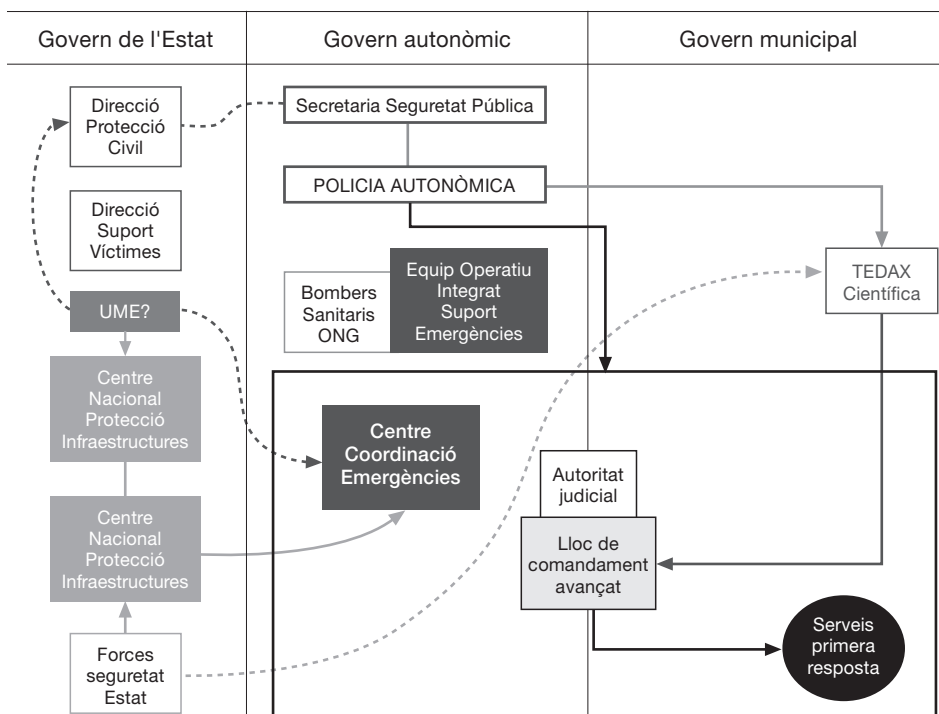 Govern de l'Estat
Govern autonòmic
Govern municipal
Direcció
Protecció
Civil
Secretaria Seguretat Pública
POLICIA AUTONÒMICA
Direcció
Suport
Víctimes
Bombers
Sanitaris
ONG
Equip Operatiu
Integrat
Suport
Emergències
TEDAX
Científica
UME?
Centre
Nacional
Protecció
Infraestructures
Centre
Coordinació
Emergències
Autoritat
judicial
Centre
Nacional
Protecció
Infraestructures
Lloc de
comandament
avançat
Forces
seguretat
Estat
Serveis
primera
resposta